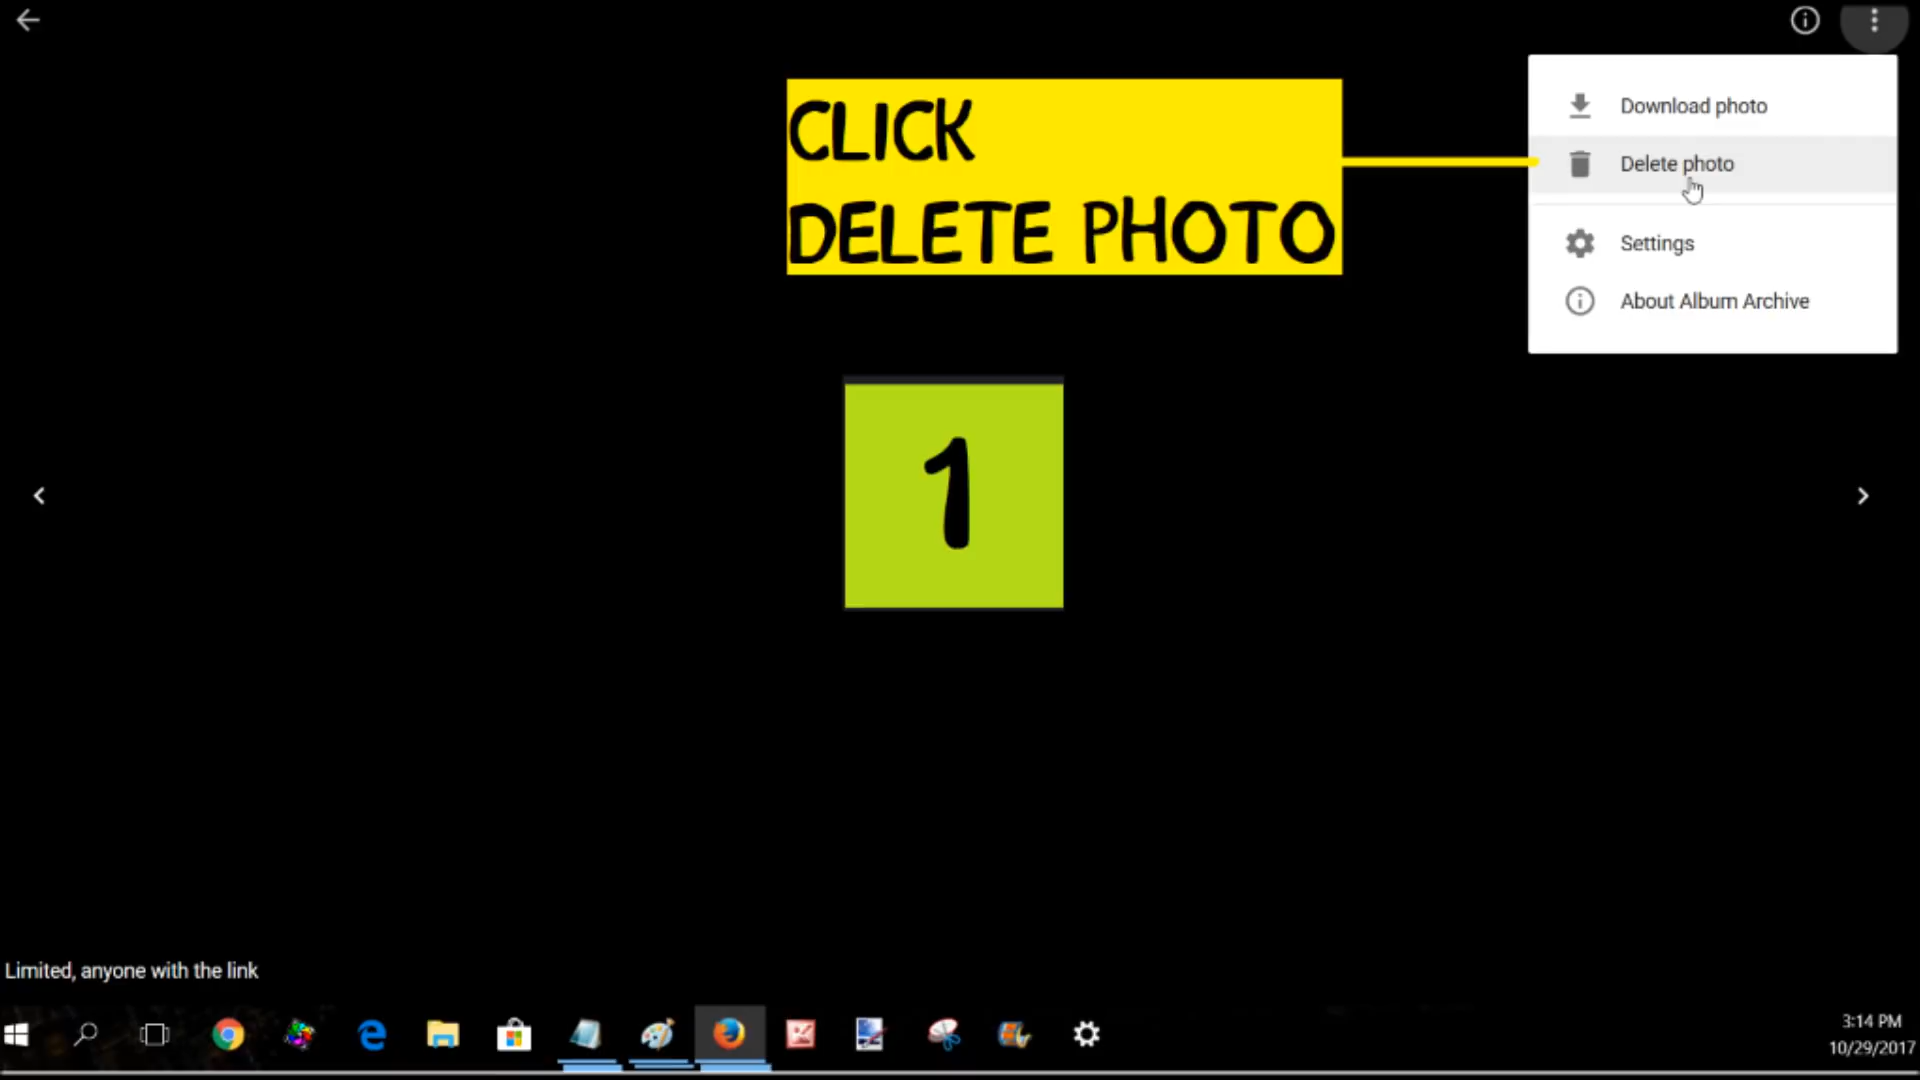 CLICK
DELETE PHOTO
Download photo
Delete photo
Settings
About Album Archive
1
Limited, anyone with the link
3:14 PM
10/29/2017